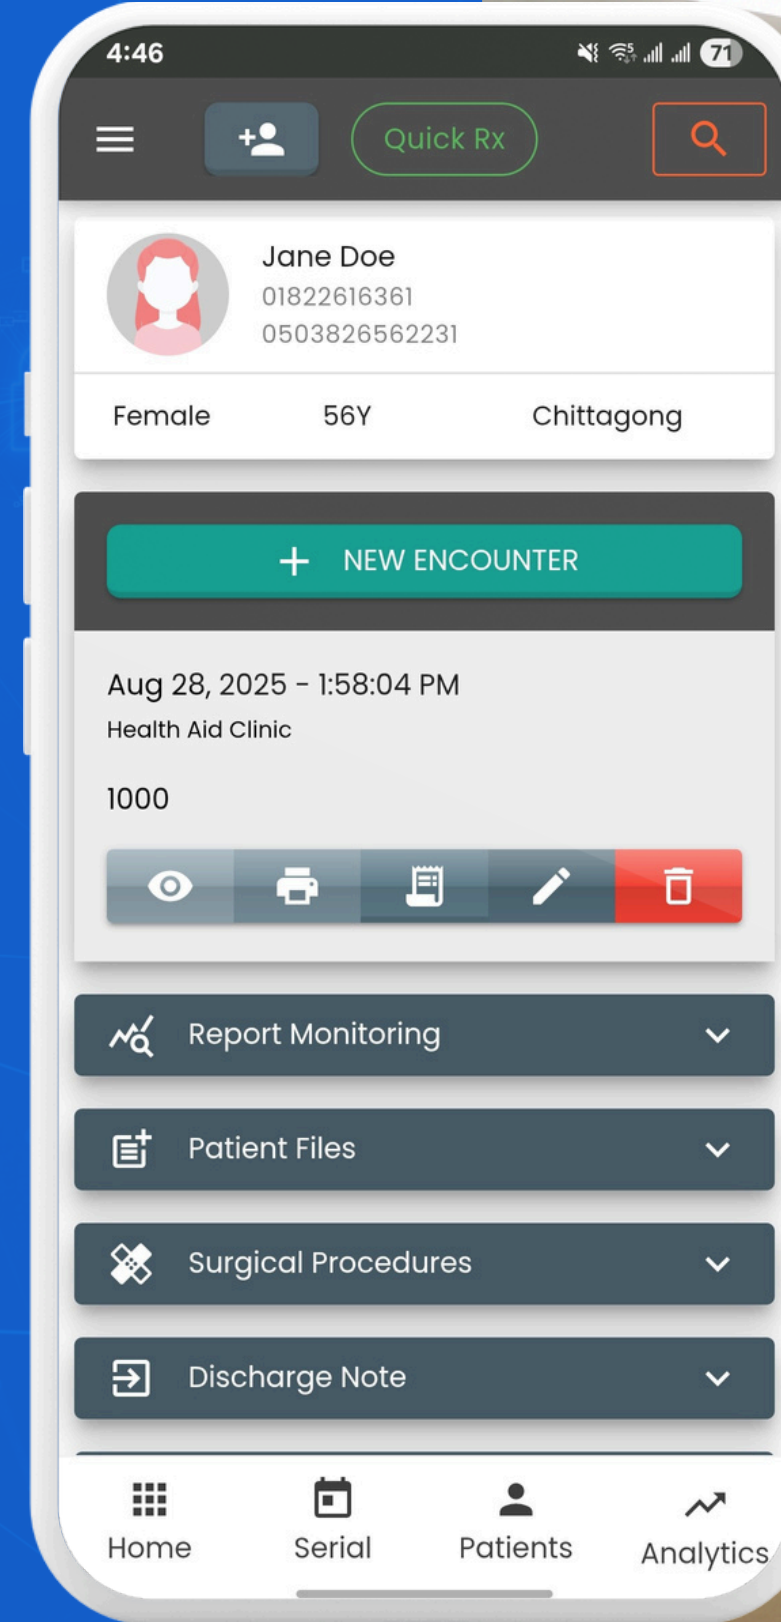 4:46
71
Quick Rx
Jane Doe
01822616361
0503826562231
Female 56Y Chittagong
+ NEW ENCOUNTER
Aug 28, 2025 - 1:58:04 PM
Health Aid Clinic
1000
Report Monitoring
Patient Files
Surgical Procedures
Discharge Note
Home Serial Patients Analytics